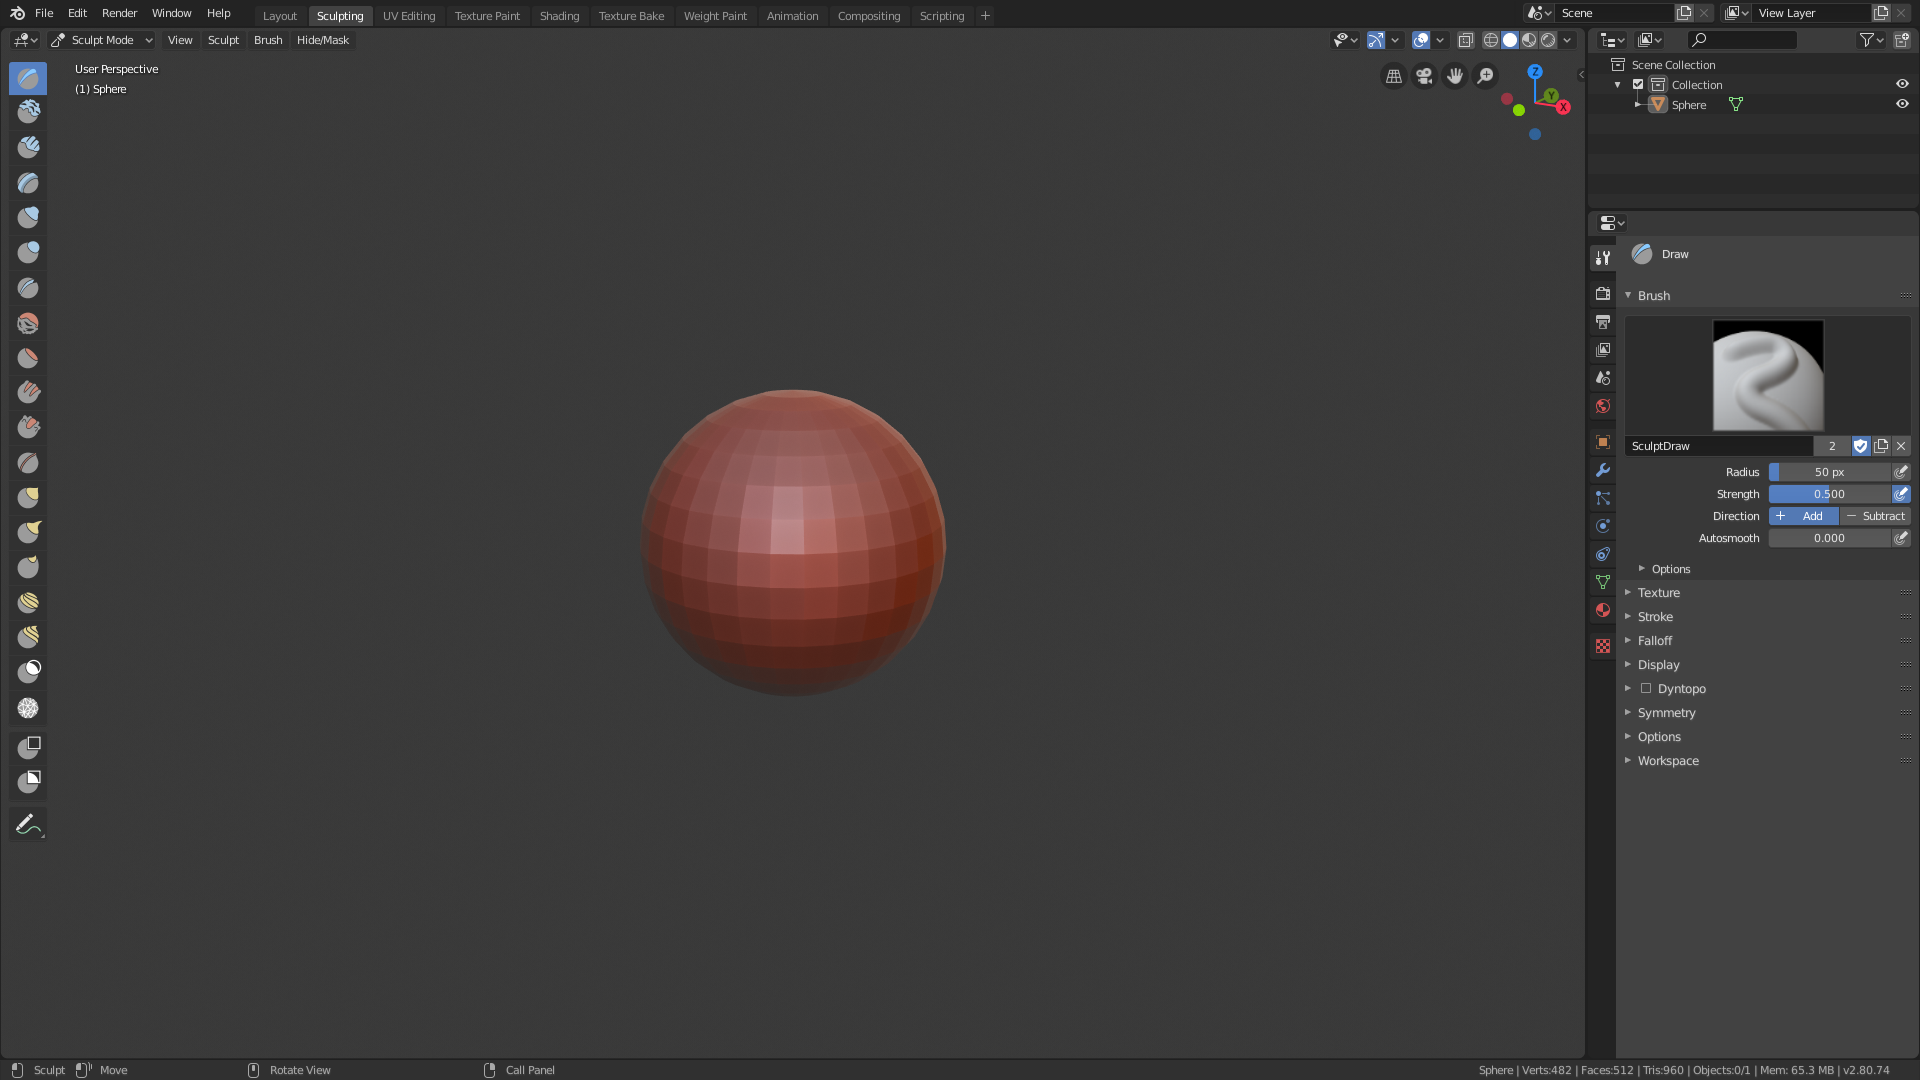 File Edit Render Window Help Layout Sculpting UV Editing Texture Paint Shading Texture Bake Weight Paint Animation Compositing Scripting + Scene View Layer
Sculpt Mode View Sculpt Brush Hide/Mask
User Perspective
(1) Sphere
Z
Y
X
Scene Collection
Collection
Sphere
Draw
Brush
SculptDraw 2
Radius 50 px
Strength 0.500
Direction + Add − Subtract
Autosmooth 0.000
Options
Texture
Stroke
Falloff
Display
Dyntopo
Symmetry
Options
Workspace
Sculpt Move Rotate View Call Panel Sphere | Verts:482 | Faces:512 | Tris:960 | Objects:0/1 | Mem: 65.3 MB | v2.80.74